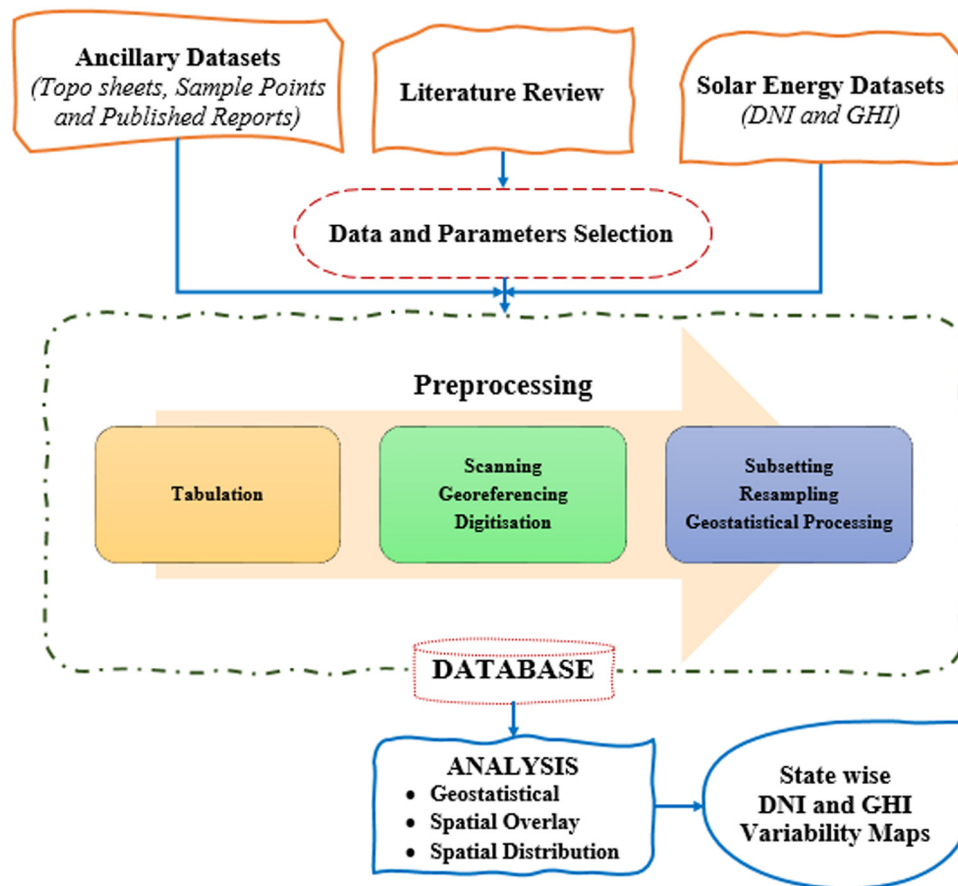 Ancillary Datasets
(Topo sheets, Sample Points
and Published Reports)
Literature Review
Solar Energy Datasets
(DNI and GHI)
Data and Parameters Selection
Preprocessing
Tabulation
Scanning
Georeferencing
Digitisation
Subsetting
Resampling
Geostatistical Processing
DATABASE
ANALYSIS
• Geostatistical
• Spatial Overlay
• Spatial Distribution
State wise
DNI and GHI
Variability Maps